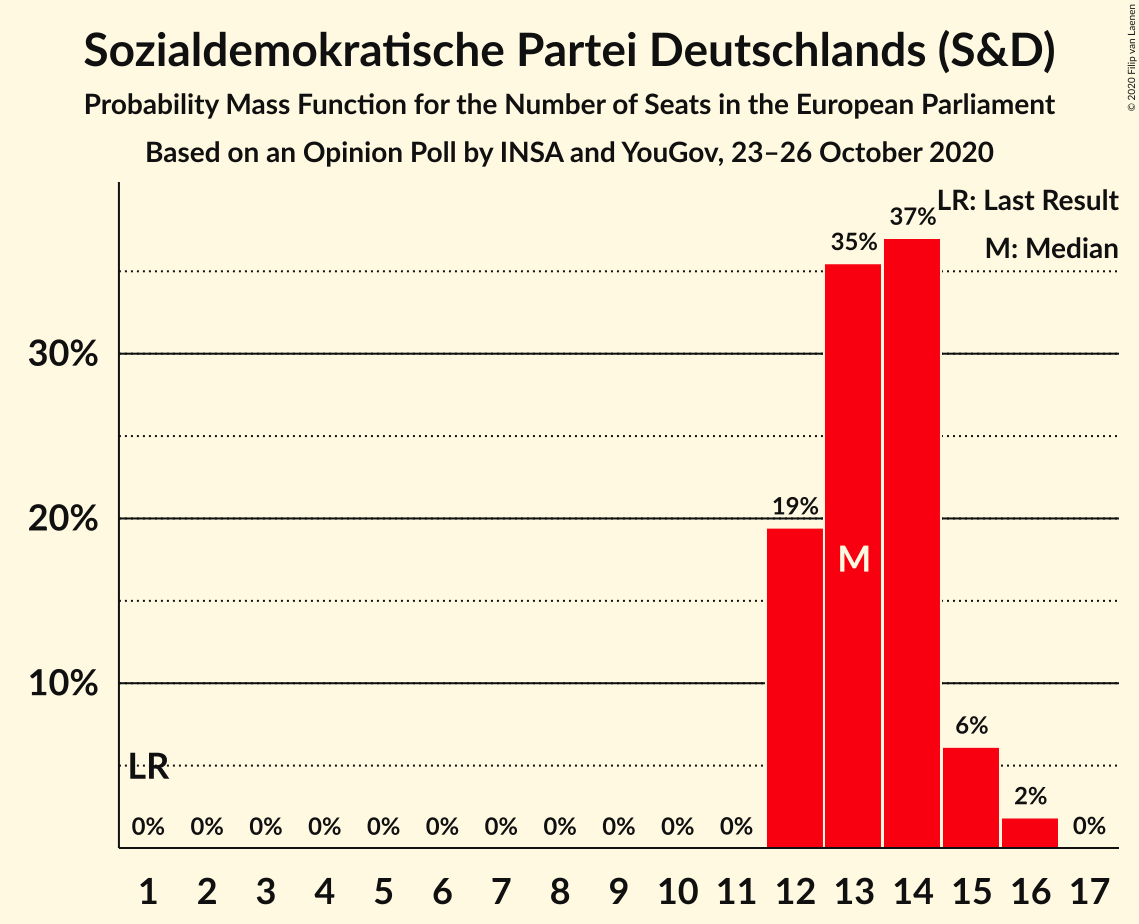 Sozialdemokratische Partei Deutschlands (S&D)
Probability Mass Function for the Number of Seats in the European Parliament
Based on an Opinion Poll by INSA and YouGov, 23–26 October 2020
© 2020 Filip van Laenen
LR: Last Result
M: Median
37%
35%
30%
20%
19%
M
10%
6%
LR
2%
0% 0% 0% 0% 0% 0% 0% 0% 0% 0% 0% 0%
1 2 3 4 5 6 7 8 9 10 11 12 13 14 15 16 17